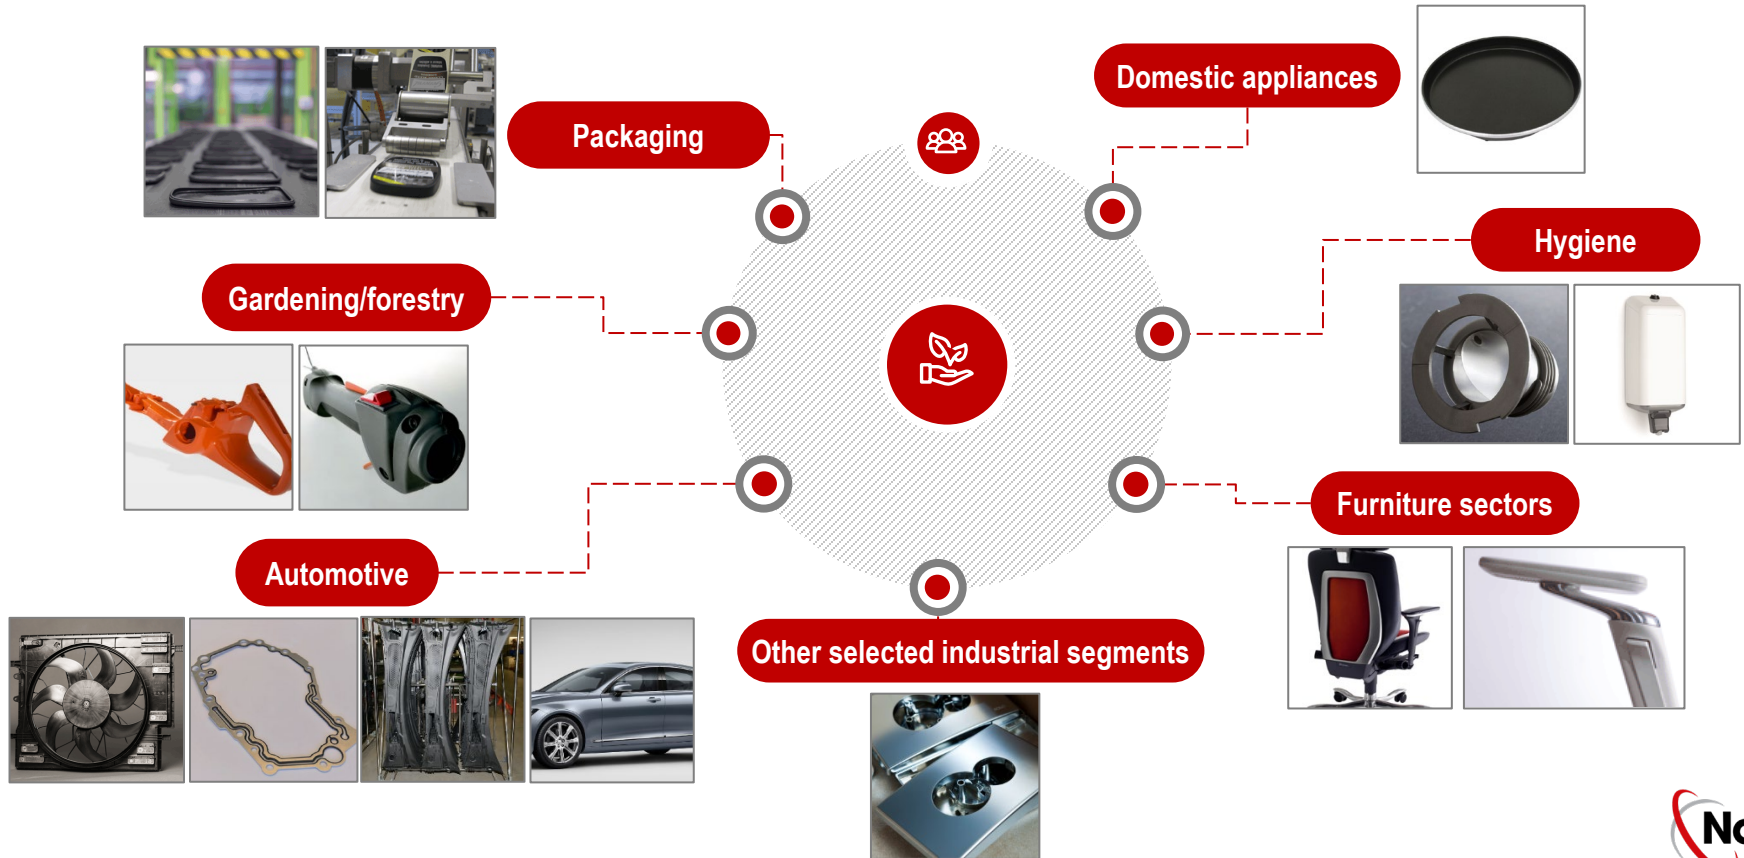 Domestic appliances
Packaging
Hygiene
Gardening/forestry
Furniture sectors
Automotive
Other selected industrial segments